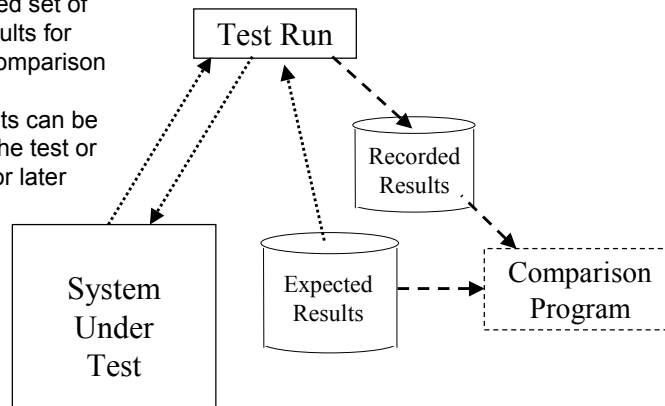 ed set of
ults for
omparison
ts can be
he test or
or later
Test Run
Recorded
Results
System
Under
Test
Expected
Results
Comparison
Program